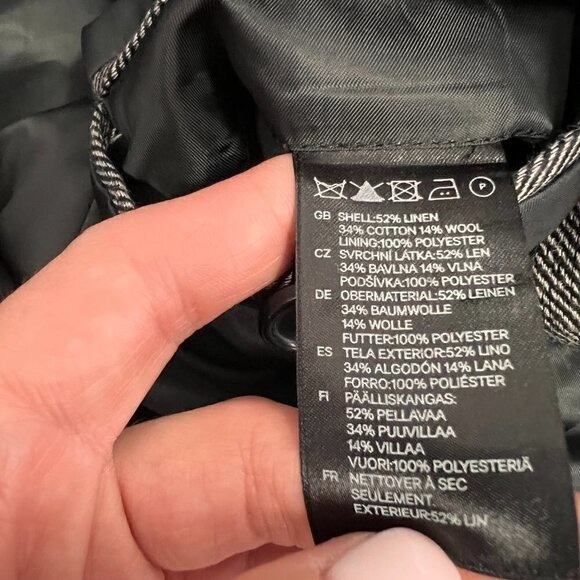 P
GB SHELL:52% LINEN
34% COTTON 14% WOOL
LINING:100% POLYESTER
CZ SVRCHNÍ LÁTKA:52% LEN
34% BAVLNA 14% VLNA
PODŠÍVKA:100% POLYESTER
DE OBERMATERIAL:52% LEINEN
34% BAUMWOLLE
14% WOLLE
FUTTER:100% POLYESTER
ES TELA EXTERIOR:52% LINO
34% ALGODÓN 14% LANA
FORRO:100% POLIÉSTER
FI PÄÄLLISKANGAS:
52% PELLAVAA
34% PUUVILLAA
14% VILLAA
VUORI:100% POLYESTERIÄ
FR NETTOYER À SEC
SEULEMENT.
EXTERIEUR:52% LIN